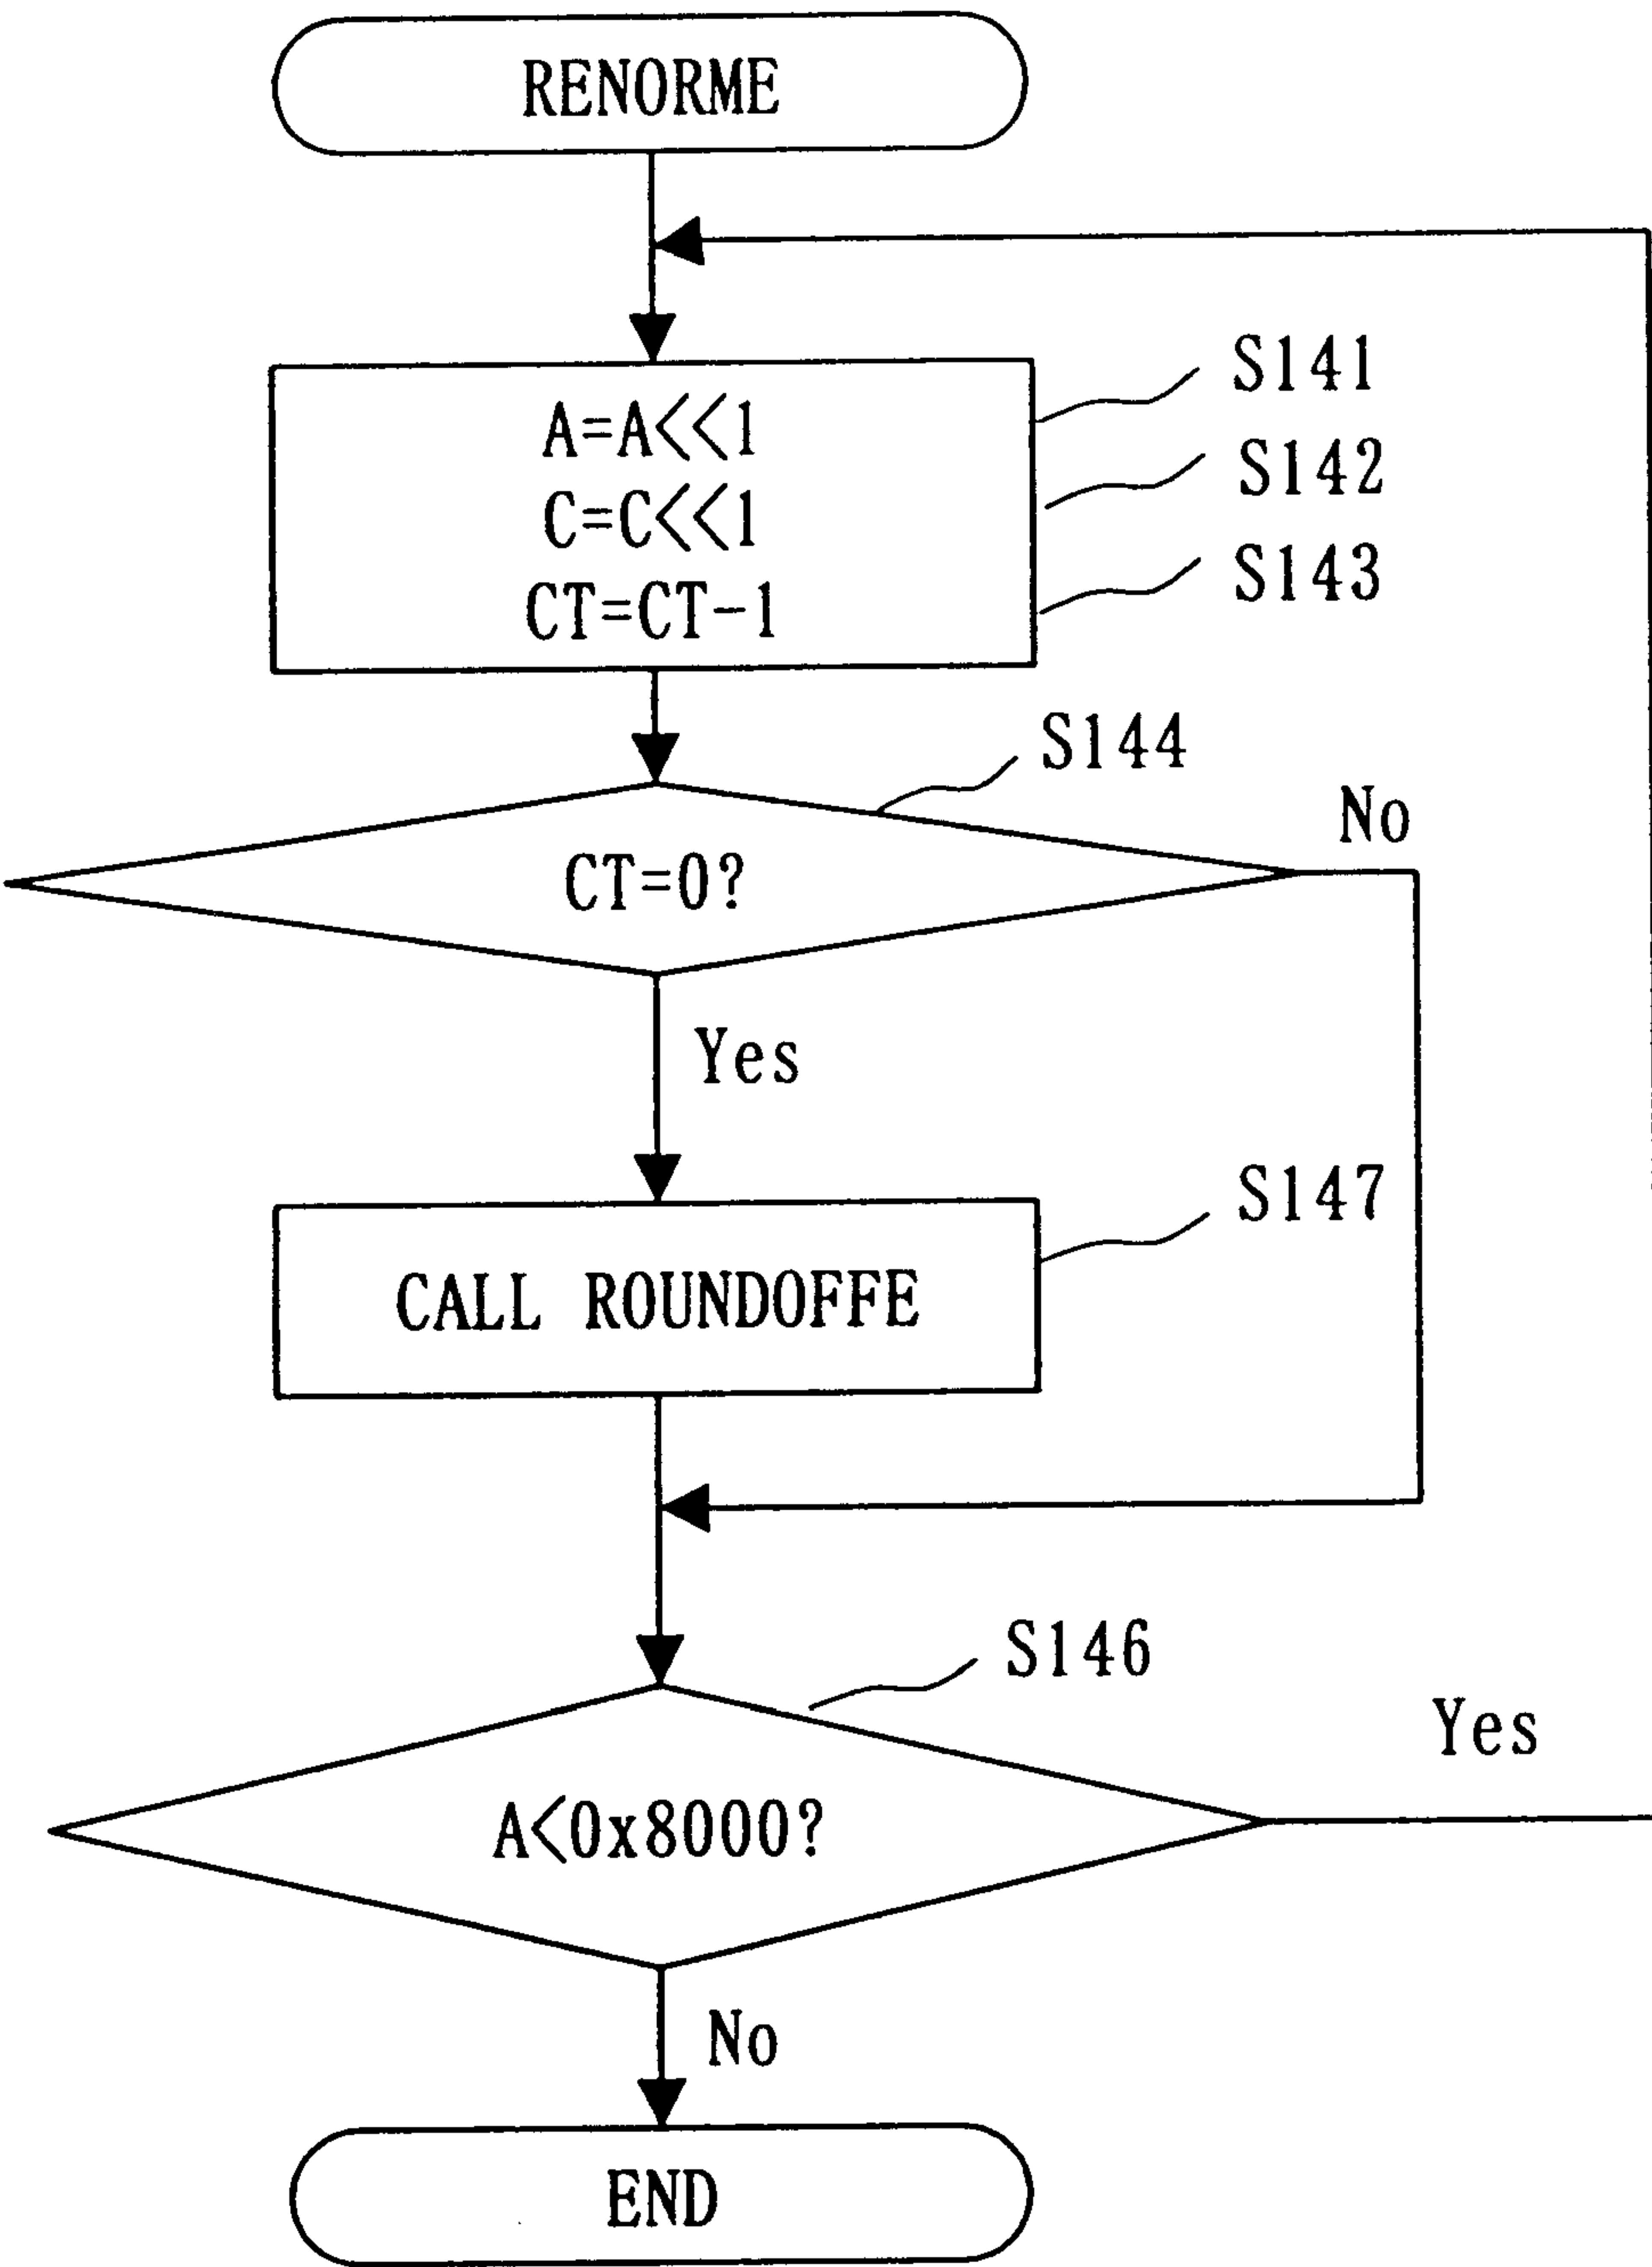 RENORME
A=A<<1
S141
C=C<<1
S142
CT=CT-1
S143
S144
CT=0?
No
Yes
S147
CALL ROUNDOFFE
S146
A<0x8000?
Yes
No
END